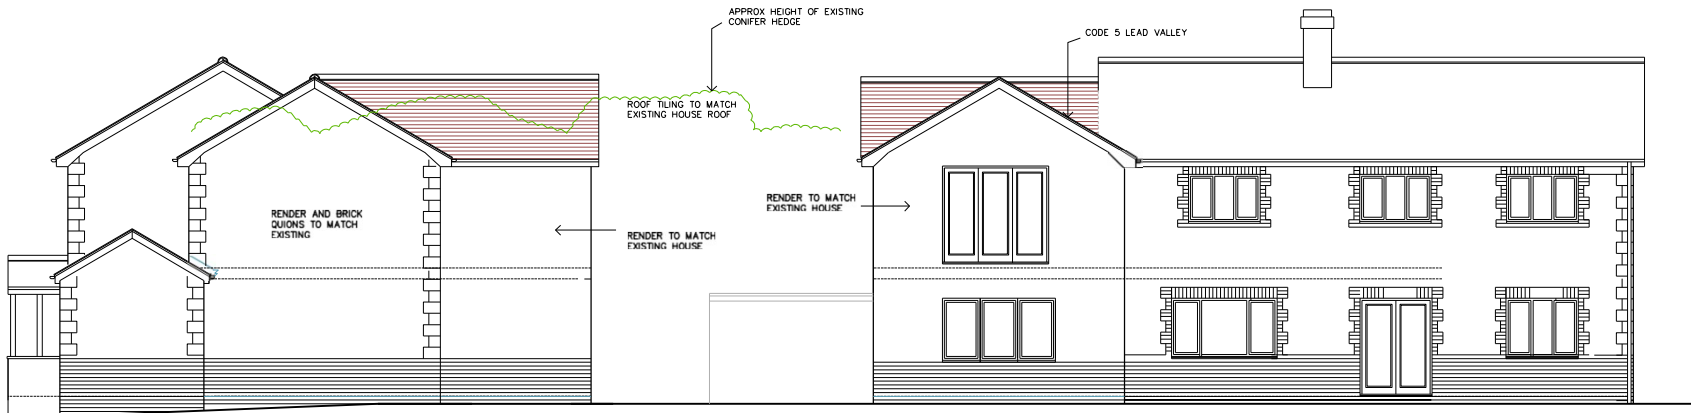 APPROX HEIGHT OF EXISTING
CONIFER HEDGE
CODE 5 LEAD VALLEY
ROOF TILING TO MATCH
EXISTING HOUSE ROOF
RENDER TO MATCH
EXISTING HOUSE
RENDER AND BRICK
QUIONS TO MATCH
EXISTING
RENDER TO MATCH
EXISTING HOUSE